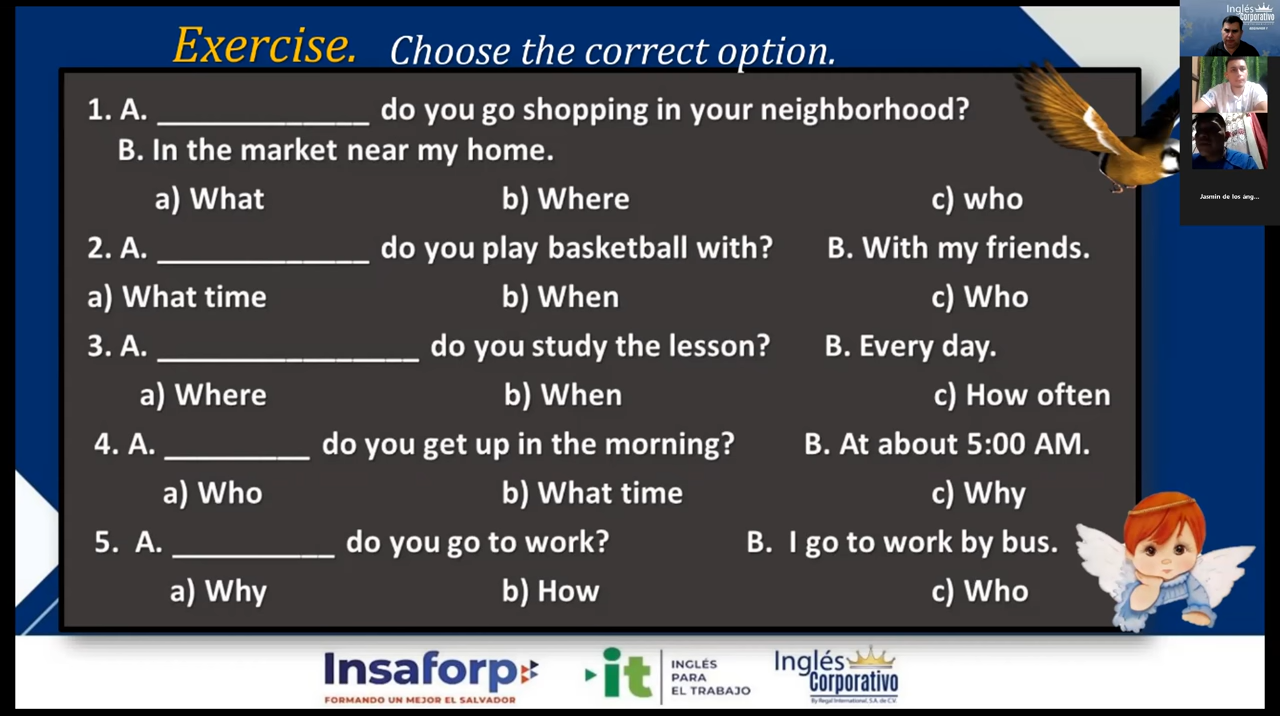 Exercise. Choose the correct option.
1. A. _____________ do you go shopping in your neighborhood?
B. In the market near my home.
a) What b) Where c) who
2. A. _____________ do you play basketball with? B. With my friends.
a) What time b) When c) Who
3. A. ________________ do you study the lesson? B. Every day.
a) Where b) When c) How often
4. A. _________ do you get up in the morning? B. At about 5:00 AM.
a) Who b) What time c) Why
5. A. __________ do you go to work? B. I go to work by bus.
a) Why b) How c) Who
Insaforp
FORMANDO UN MEJOR EL SALVADOR
it
INGLÉS
PARA
EL TRABAJO
Inglés
Corporativo
By Regal International, S.A. de C.V.
Inglés
Corporativo
Jasmin de los ang...